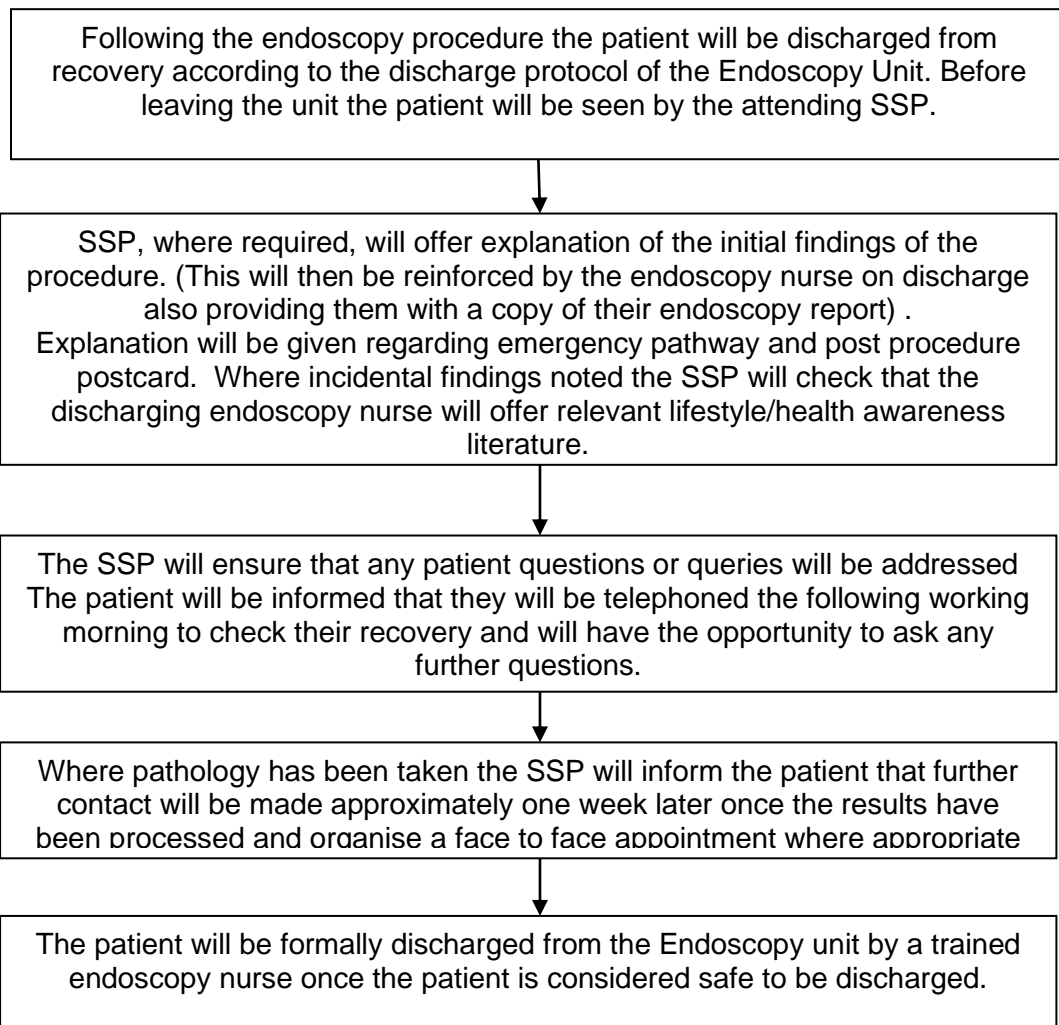 Following the endoscopy procedure the patient will be discharged from
recovery according to the discharge protocol of the Endoscopy Unit. Before
leaving the unit the patient will be seen by the attending SSP.
SSP, where required, will offer explanation of the initial findings of the
procedure. (This will then be reinforced by the endoscopy nurse on discharge
also providing them with a copy of their endoscopy report) .
Explanation will be given regarding emergency pathway and post procedure
postcard. Where incidental findings noted the SSP will check that the
discharging endoscopy nurse will offer relevant lifestyle/health awareness
literature.
The SSP will ensure that any patient questions or queries will be addressed
The patient will be informed that they will be telephoned the following working
morning to check their recovery and will have the opportunity to ask any
further questions.
Where pathology has been taken the SSP will inform the patient that further
contact will be made approximately one week later once the results have
been processed and organise a face to face appointment where appropriate
The patient will be formally discharged from the Endoscopy unit by a trained
endoscopy nurse once the patient is considered safe to be discharged.